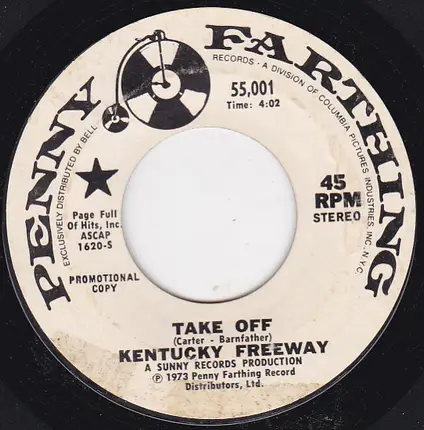 PENNY FARTHING
RECORDS · A DIVISION OF COLUMBIA PICTURES INDUSTRIES, INC. N.Y.C.
EXCLUSIVELY DISTRIBUTED BY BELL
55,001
Time: 4:02
Page Full
Of Hits, Inc.
ASCAP
1620-S
45
RPM
STEREO
PROMOTIONAL
COPY
TAKE OFF
(Carter - Barnfather)
KENTUCKY FREEWAY
A SUNNY RECORDS PRODUCTION
℗ 1973 Penny Farthing Record
Distributors, Ltd.